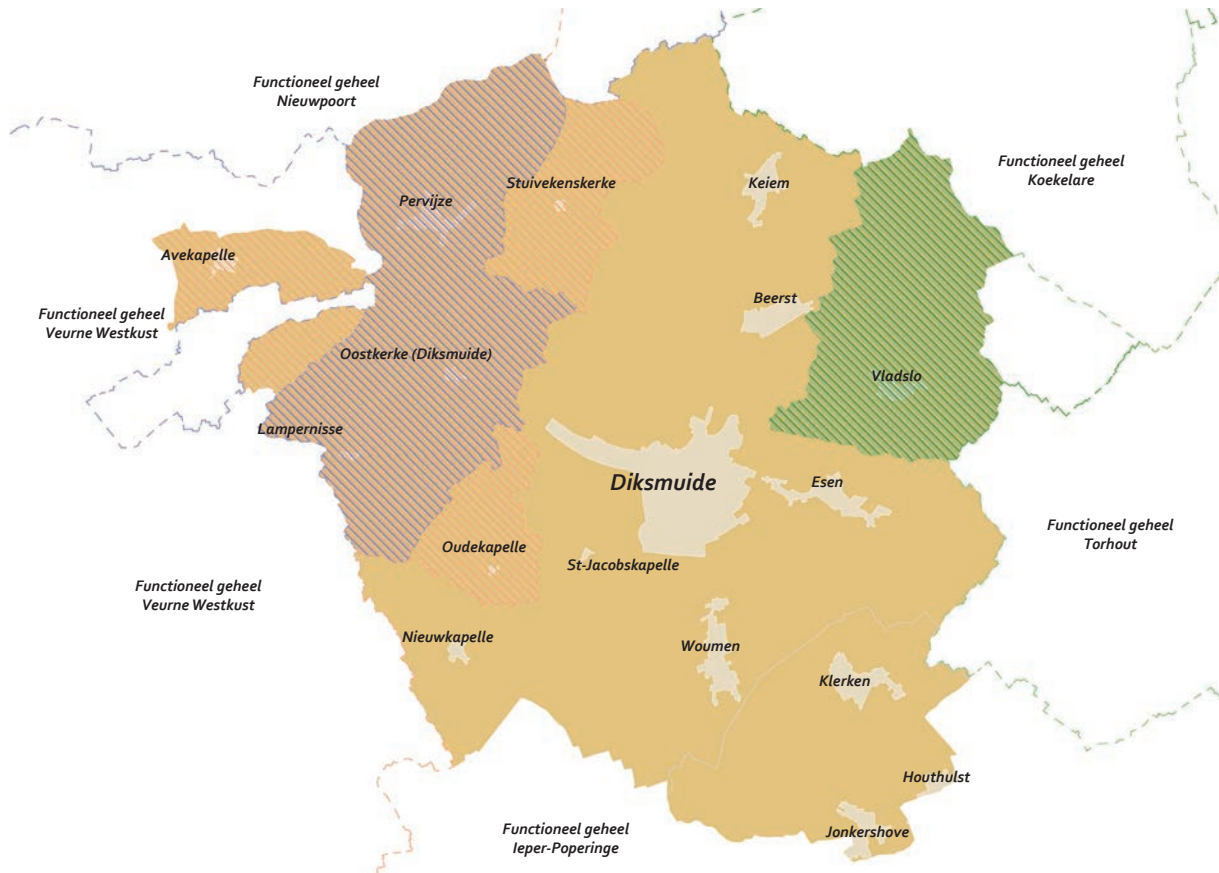 Functioneel geheel
Nieuwpoort
Functioneel geheel
Koekelare
Keiem
Stuivekenskerke
Pervijze
Avekapelle
Beerst
Functioneel geheel
Veurne Westkust
Oostkerke (Diksmuide)
Vladslo
Lampernisse
Diksmuide
Esen
Functioneel geheel
Torhout
Oudekapelle
St-Jacobskapelle
Functioneel geheel
Veurne Westkust
Nieuwkapelle
Woumen
Klerken
Houthulst
Functioneel geheel
Ieper-Poperinge
Jonkershove